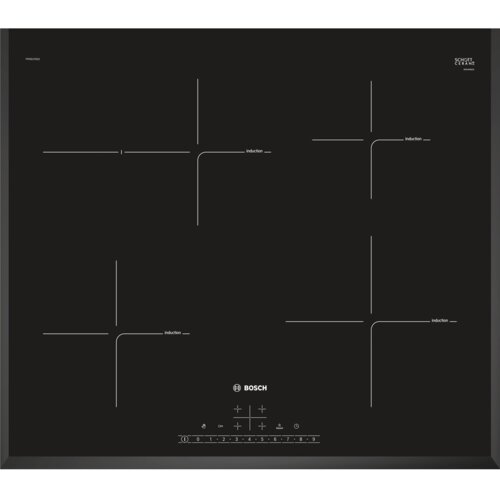 SCHOTT
CERAN®
induction
induction
induction
induction
BOSCH
0 1 2 3 4 5 6 7 8 9